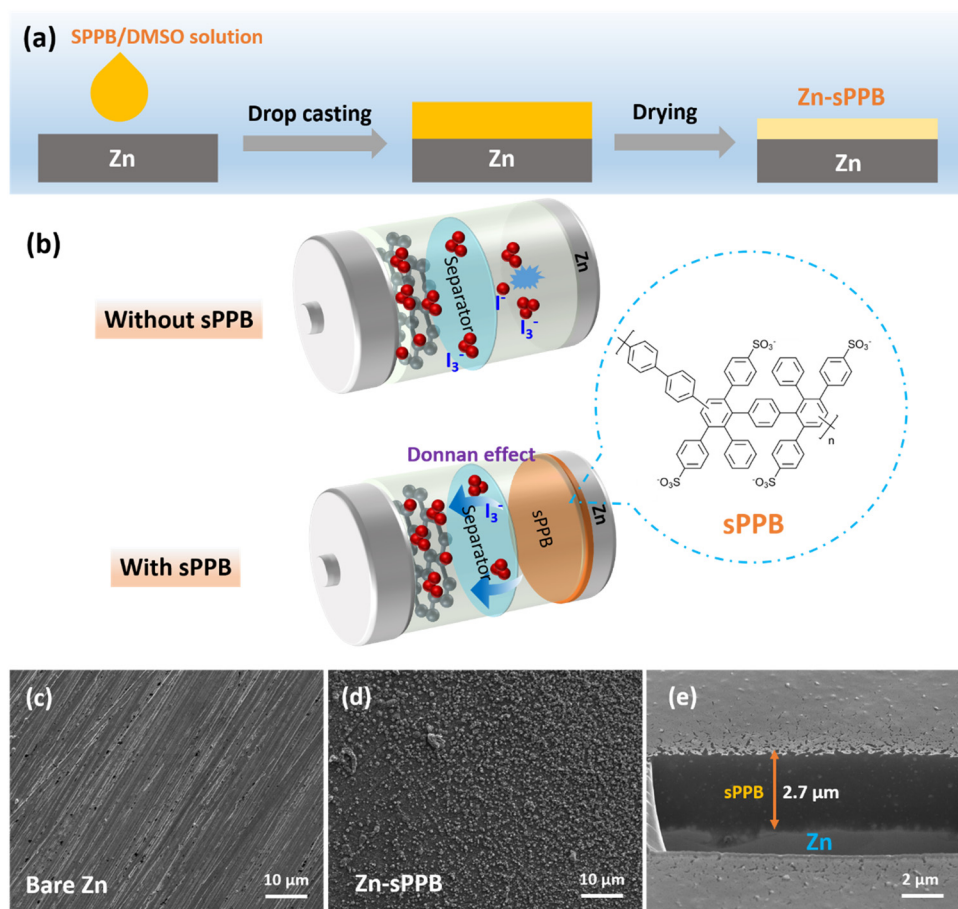 (a)
SPPB/DMSO solution
Zn
Drop casting
Zn
Drying
Zn-sPPB
Zn
(b)
Without sPPB
Separator
I⁻
I₃⁻
I₃⁻
Zn
With sPPB
Donnan effect
Separator
I₃⁻
sPPB
Zn
SO₃⁻
SO₃⁻
⁻O₃S
⁻O₃S
n
sPPB
(c)
Bare Zn
10 μm
(d)
Zn-sPPB
10 μm
(e)
sPPB
2.7 μm
Zn
2 μm